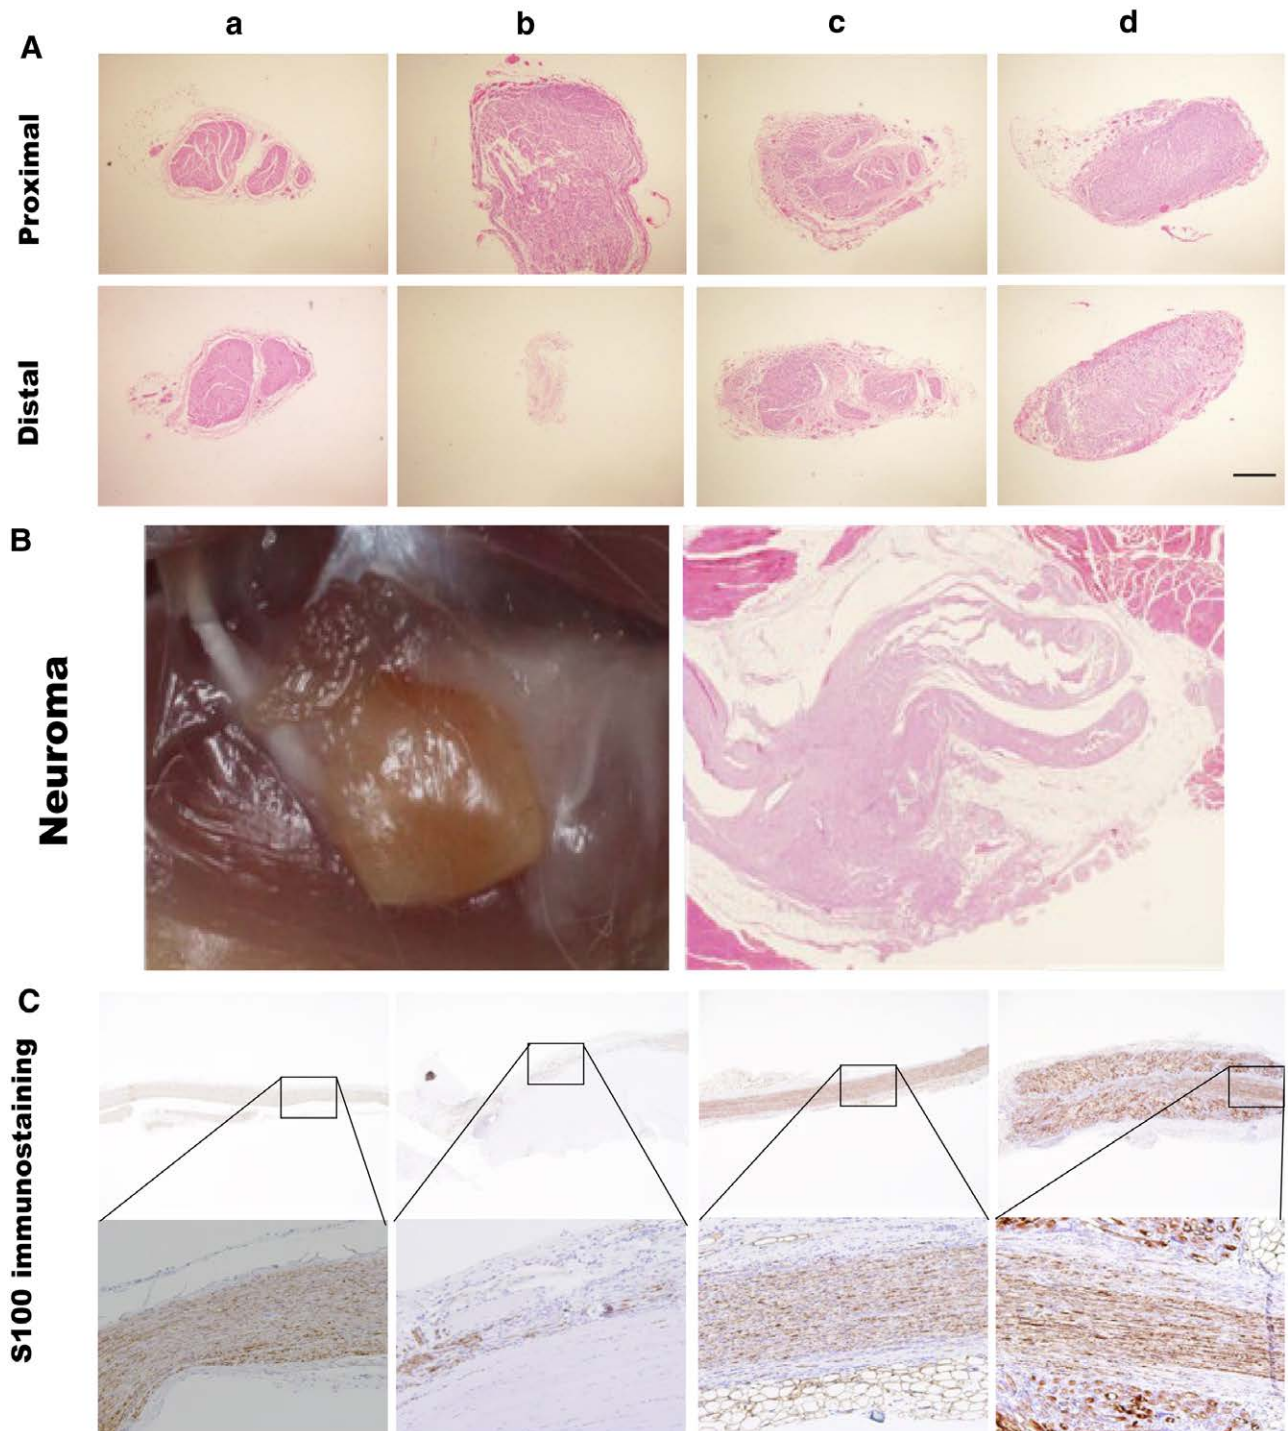 a b c d
A
Proximal
Distal
B
Neuroma
C
S100 immunostaining